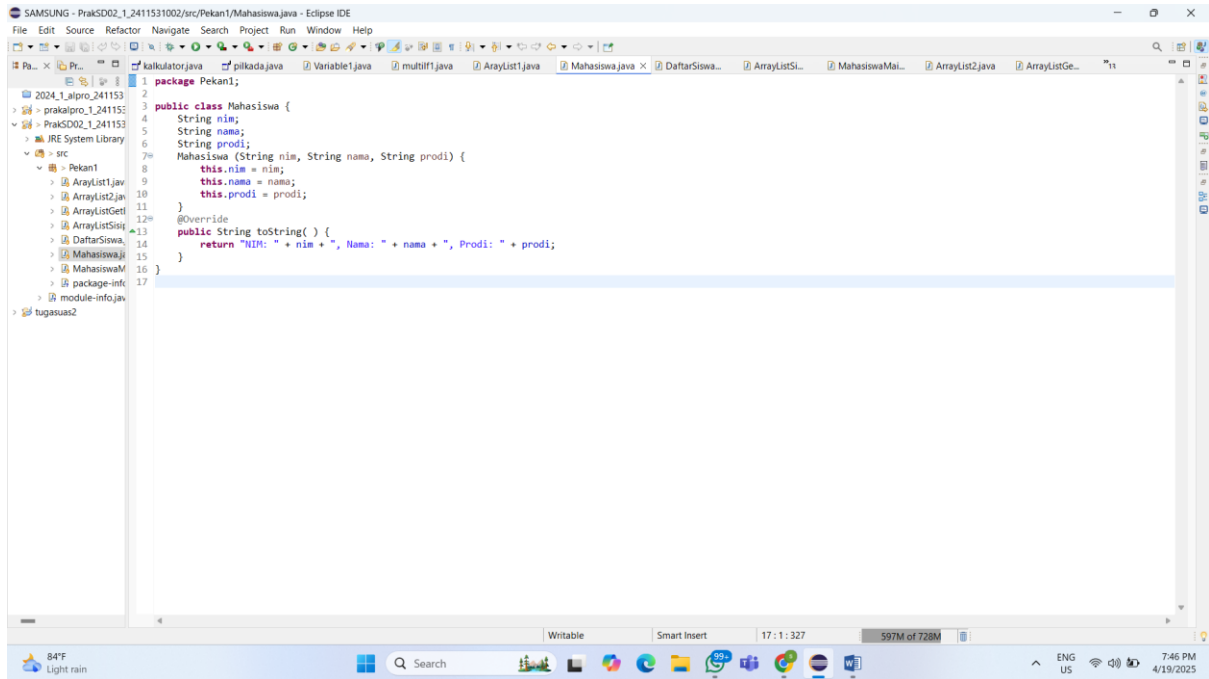 SAMSUNG - PrakSD02_1_2411531002/src/Pekan1/Mahasiswa.java - Eclipse IDE
File Edit Source Refactor Navigate Search Project Run Window Help
Pa... Pr... kalkulator.java pilkada.java Variable1.java multiIf1.java ArayList1.java Mahasiswa.java DaftarSiswa... ArrayListSi... MahasiswaMai... ArrayList2.java ArrayListGe... 11
2024_1_alpro_241153
> prakalpro_1_241153
> PrakSD02_1_241153
JRE System Library
> src
> Pekan1
ArayList1.jav
ArrayList2.jav
ArrayListGetI
ArrayListSisip
DaftarSiswa.
Mahasiswa.ja
MahasiswaM
package-info
module-info.jav
tugasuas2
1 package Pekan1;
2
3 public class Mahasiswa {
4 String nim;
5 String nama;
6 String prodi;
7 Mahasiswa (String nim, String nama, String prodi) {
8 this.nim = nim;
9 this.nama = nama;
10 this.prodi = prodi;
11 }
12 @Override
13 public String toString( ) {
14 return "NIM: " + nim + ", Nama: " + nama + ", Prodi: " + prodi;
15 }
16 }
17
Writable Smart Insert 17 : 1 : 327 597M of 728M
84°F
Light rain
Search
99+
ENG
US
7:46 PM
4/19/2025